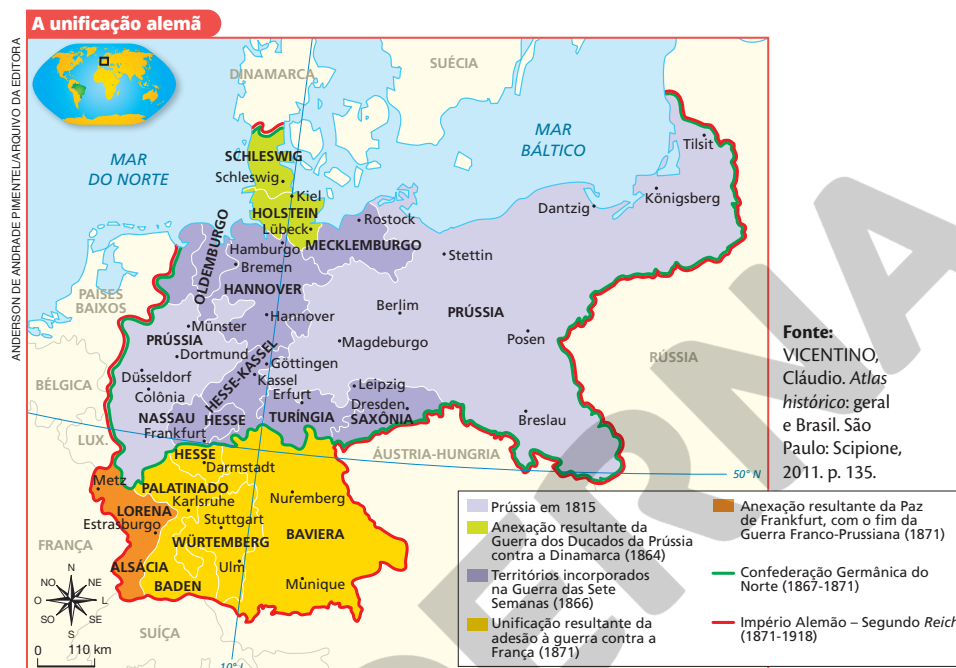 A unificação alemã
ANDERSON DE ANDRADE PIMENTEL/ARQUIVO DA EDITORA
DINAMARCA
SUÉCIA
MAR
DO NORTE
MAR
BÁLTICO
Tilsit
SCHLESWIG
Schleswig
Kiel
Königsberg
Dantzig
HOLSTEIN
Lübeck
Rostock
MECKLEMBURGO
Hamburgo
Stettin
Bremen
OLDEMBURGO
HANNOVER
PAÍSES
BAIXOS
Hannover
Berlim
PRÚSSIA
Münster
PRÚSSIA
Magdeburgo
Posen
RÚSSIA
Dortmund
HESSE-KASSEL
Göttingen
BÉLGICA
Düsseldorf
Kassel
Leipzig
Colônia
Erfurt
Dresden
NASSAU
HESSE
TURÍNGIA
SAXÔNIA
Breslau
Frankfurt
LUX.
HESSE
ÁUSTRIA-HUNGRIA
Darmstadt
50° N
Metz
PALATINADO
Karlsruhe
Nuremberg
LORENA
Estrasburgo
Stuttgart
WÜRTEMBERG
BAVIERA
FRANÇA
ALSÁCIA
Ulm
BADEN
Munique
SUÍÇA
N
NO
NE
O
L
SO
SE
S
0
110 km
10° L
Fonte:
VICENTINO,
Cláudio. Atlas
histórico: geral
e Brasil. São
Paulo: Scipione,
2011. p. 135.
Prússia em 1815
Anexação resultante da
Guerra dos Ducados da Prússia
contra a Dinamarca (1864)
Territórios incorporados
na Guerra das Sete
Semanas (1866)
Unificação resultante da
adesão à guerra contra a
França (1871)
Anexação resultante da Paz
de Frankfurt, com o fim da
Guerra Franco-Prussiana (1871)
Confederação Germânica do
Norte (1867-1871)
Império Alemão – Segundo Reich
(1871-1918)